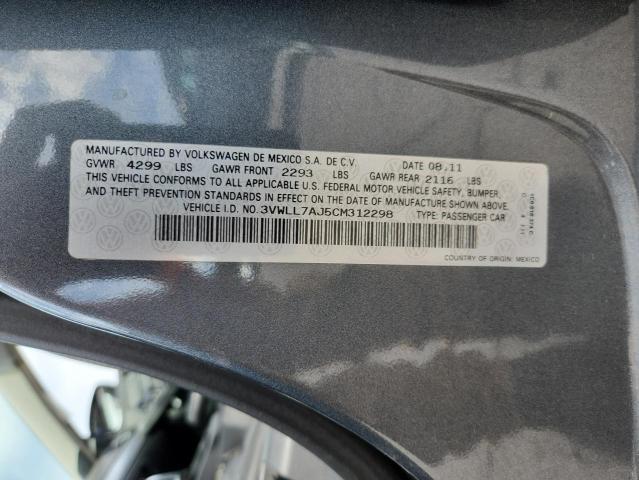 MANUFACTURED BY VOLKSWAGEN DE MEXICO S.A. DE C.V. DATE 08.11
GVWR 4299 LBS GAWR FRONT 2293 LBS GAWR REAR 2116 LBS
THIS VEHICLE CONFORMS TO ALL APPLICABLE U.S. FEDERAL MOTOR VEHICLE SAFETY, BUMPER,
AND THEFT PREVENTION STANDARDS IN EFFECT ON THE DATE OF MANUFACTURE SHOWN ABOVE.
VEHICLE I.D. NO. 3VWLL7AJ5CM312298 TYPE: PASSENGER CAR
COUNTRY OF ORIGIN: MEXICO